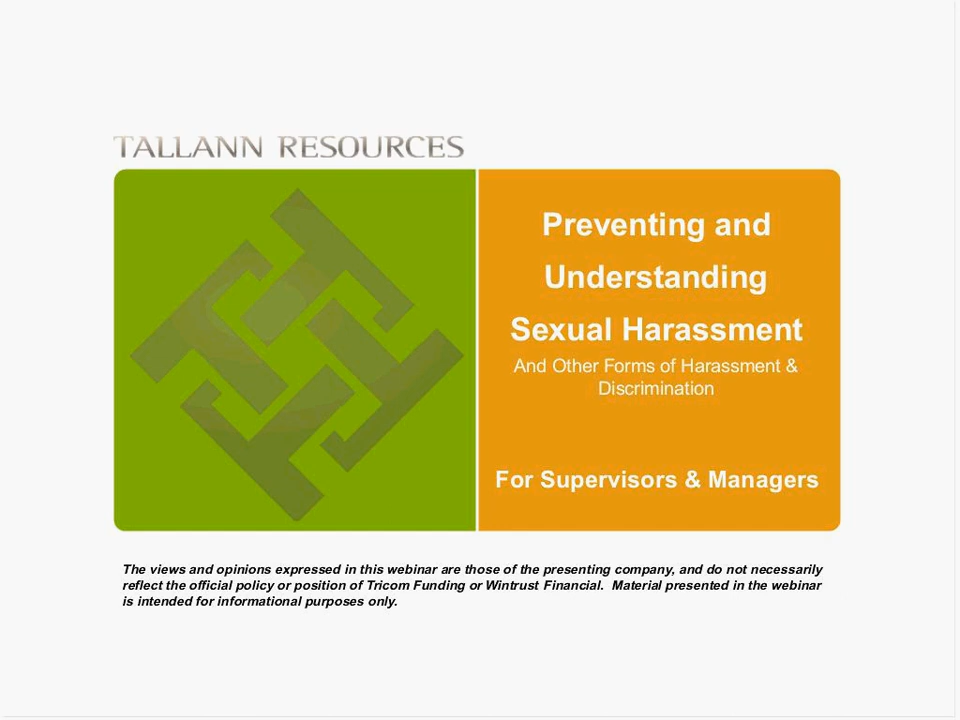 TALLANN RESOURCES
Preventing and
Understanding
Sexual Harassment
And Other Forms of Harassment &
Discrimination
For Supervisors & Managers
The views and opinions expressed in this webinar are those of the presenting company, and do not necessarily
reflect the official policy or position of Tricom Funding or Wintrust Financial.  Material presented in the webinar
is intended for informational purposes only.